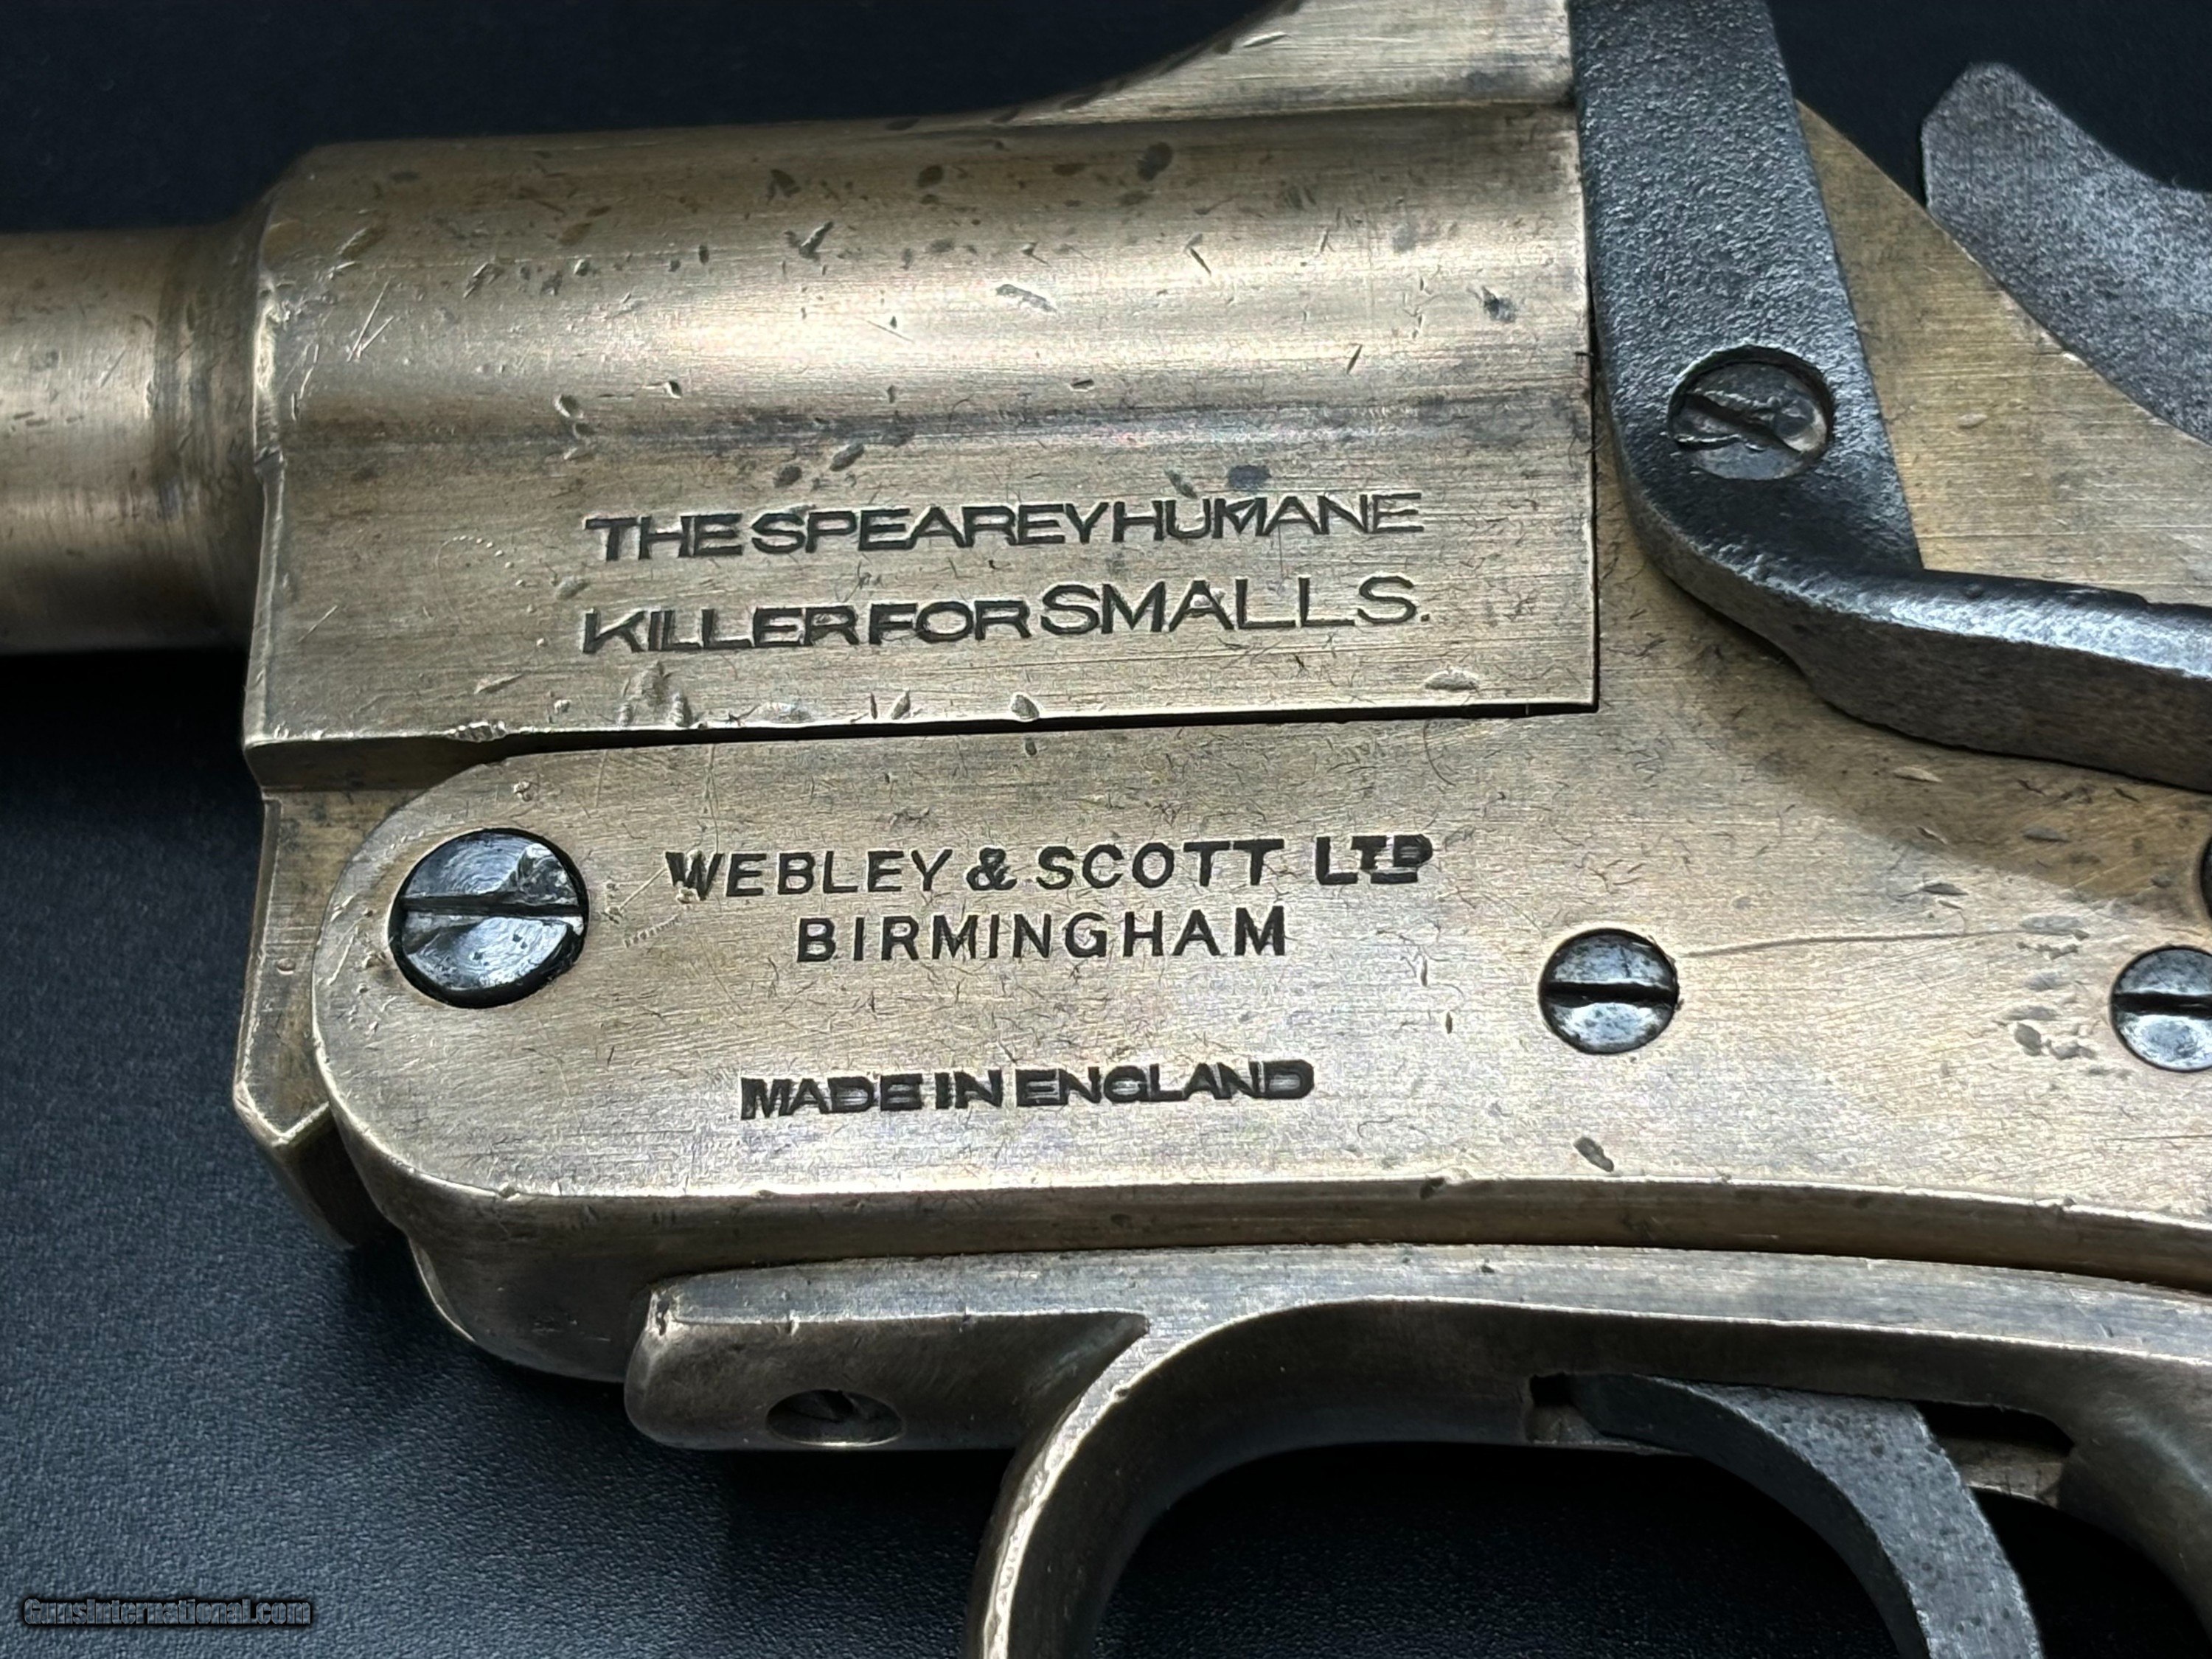 THE SPEAREY HUMANE
KILLER FOR SMALLS.
WEBLEY & SCOTT LTD
BIRMINGHAM
MADE IN ENGLAND
GunsInternational.com